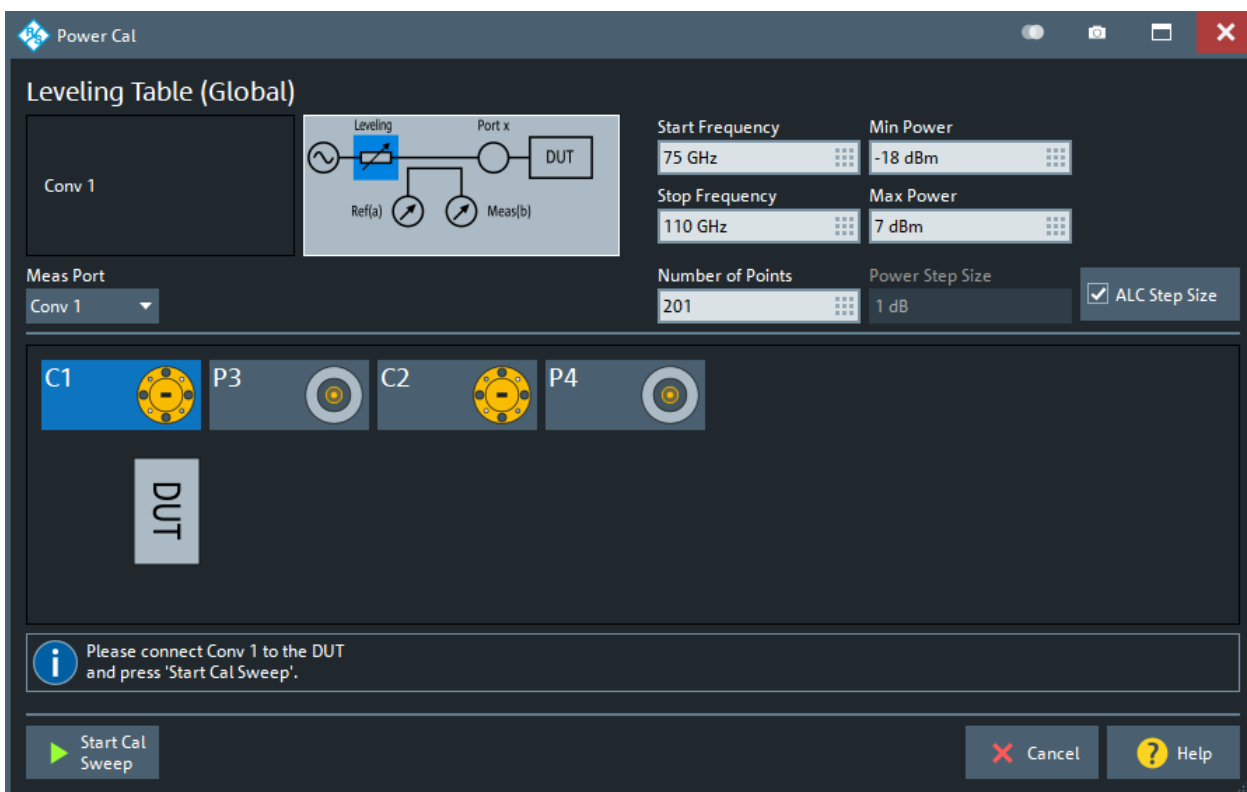 Power Cal
Leveling Table (Global)
Conv 1
Leveling
Port x
DUT
Ref(a)
Meas(b)
Start Frequency
Min Power
75 GHz
-18 dBm
Stop Frequency
Max Power
110 GHz
7 dBm
Meas Port
Conv 1
Number of Points
Power Step Size
201
1 dB
ALC Step Size
C1
P3
C2
P4
DUT
Please connect Conv 1 to the DUT
and press 'Start Cal Sweep'.
Start Cal
Sweep
Cancel
? Help